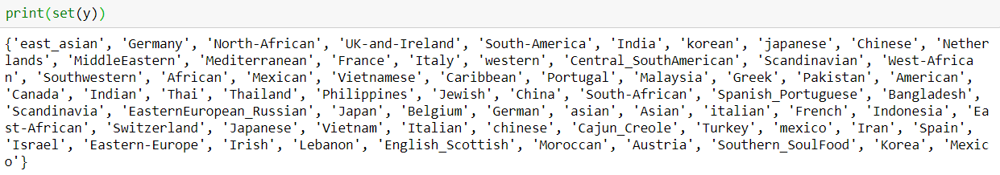 print(set(y))
{'east_asian', 'Germany', 'North-African', 'UK-and-Ireland', 'South-America', 'India', 'korean', 'japanese', 'Chinese', 'Nether
lands', 'MiddleEastern', 'Mediterranean', 'France', 'Italy', 'western', 'Central_SouthAmerican', 'Scandinavian', 'West-Africa
n', 'Southwestern', 'African', 'Mexican', 'Vietnamese', 'Caribbean', 'Portugal', 'Malaysia', 'Greek', 'Pakistan', 'American',
'Canada', 'Indian', 'Thai', 'Thailand', 'Philippines', 'Jewish', 'China', 'South-African', 'Spanish_Portuguese', 'Bangladesh',
'Scandinavia', 'EasternEuropean_Russian', 'Japan', 'Belgium', 'German', 'asian', 'Asian', 'italian', 'French', 'Indonesia', 'Ea
st-African', 'Switzerland', 'Japanese', 'Vietnam', 'Italian', 'chinese', 'Cajun_Creole', 'Turkey', 'mexico', 'Iran', 'Spain',
'Israel', 'Eastern-Europe', 'Irish', 'Lebanon', 'English_Scottish', 'Moroccan', 'Austria', 'Southern_SoulFood', 'Korea', 'Mexic
o'}